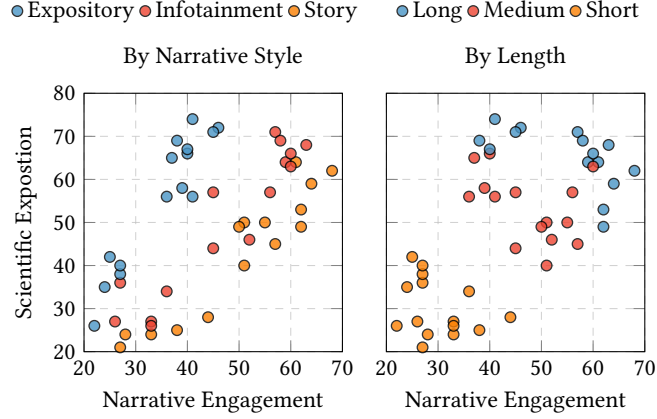 Expository Infotainment Story Long Medium Short
By Narrative Style By Length
80
70
60
50
40
30
20
Scientific Expostion
20 30 40 50 60 70 20 30 40 50 60 70
Narrative Engagement Narrative Engagement